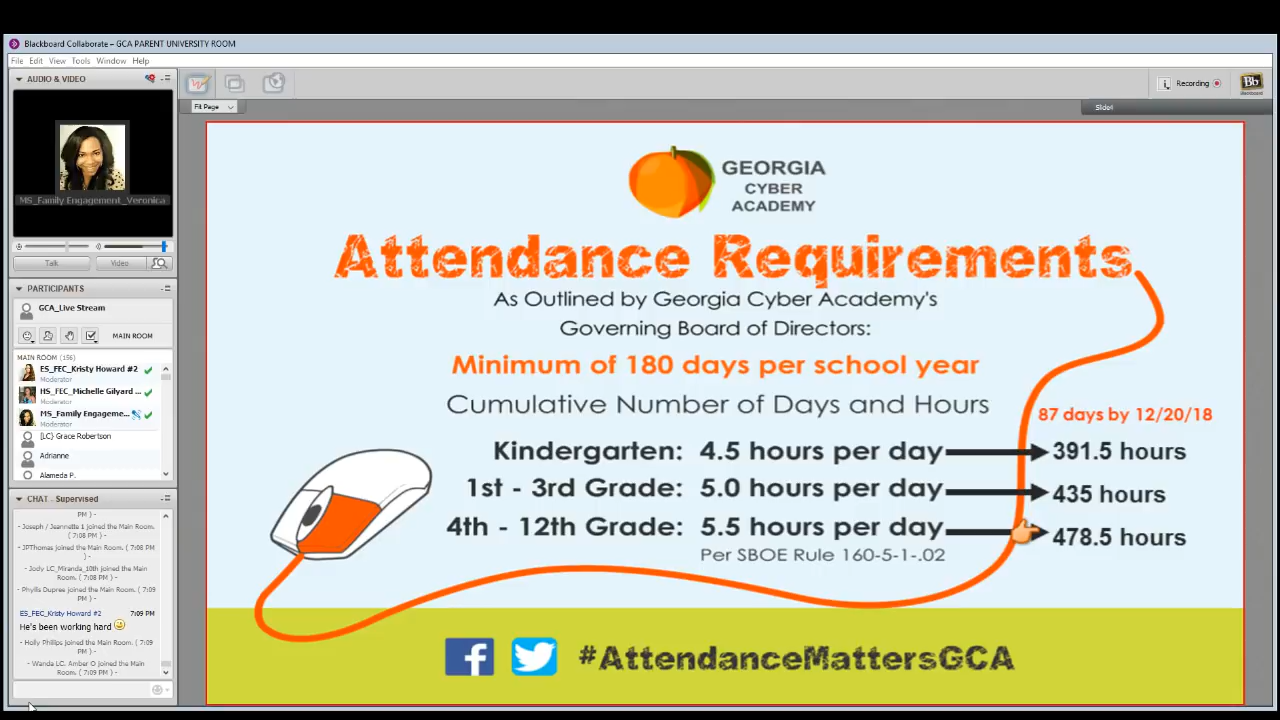 Blackboard Collaborate – GCA PARENT UNIVERSITY ROOM
File Edit View Tools Window Help
AUDIO & VIDEO
MS_Family Engagement_Veronica
Talk Video
PARTICIPANTS
GCA_Live Stream
MAIN ROOM
MAIN ROOM (156)
ES_FEC_Kristy Howard #2
Moderator
HS_FEC_Michelle Gilyard ...
Moderator
MS_Family Engageme...
Moderator
[LC] Grace Robertson
Adrianne
Alameda P.
CHAT - Supervised
PM ) -
- Joseph / Jeannette 1 joined the Main
Room. ( 7:08 PM ) -
- JPThomas joined the Main Room. ( 7:08
PM ) -
- Jody LC_Miranda_10th joined the Main
Room. ( 7:08 PM ) -
- Phyllis Dupree joined the Main Room. ( 7:09
PM ) -
ES_FEC_Kristy Howard #2 7:09 PM
He's been working hard
- Holly Phillips joined the Main Room. ( 7:09
PM ) -
- Wanda LC. Amber O joined the Main
Room. ( 7:09 PM ) -
Fit Page
Recording
Bb
Slide4
GEORGIA
CYBER
ACADEMY
Attendance Requirements
As Outlined by Georgia Cyber Academy's
Governing Board of Directors:
Minimum of 180 days per school year
Cumulative Number of Days and Hours
87 days by 12/20/18
Kindergarten: 4.5 hours per day 391.5 hours
1st - 3rd Grade: 5.0 hours per day 435 hours
4th - 12th Grade: 5.5 hours per day 478.5 hours
Per SBOE Rule 160-5-1-.02
#AttendanceMattersGCA